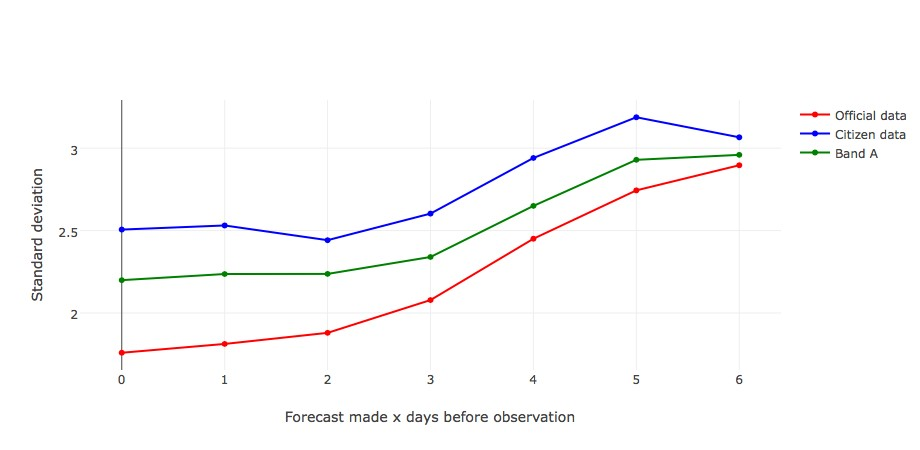 Official data
Citizen data
Band A
Standard deviation
3
2.5
2
0 1 2 3 4 5 6
Forecast made x days before observation